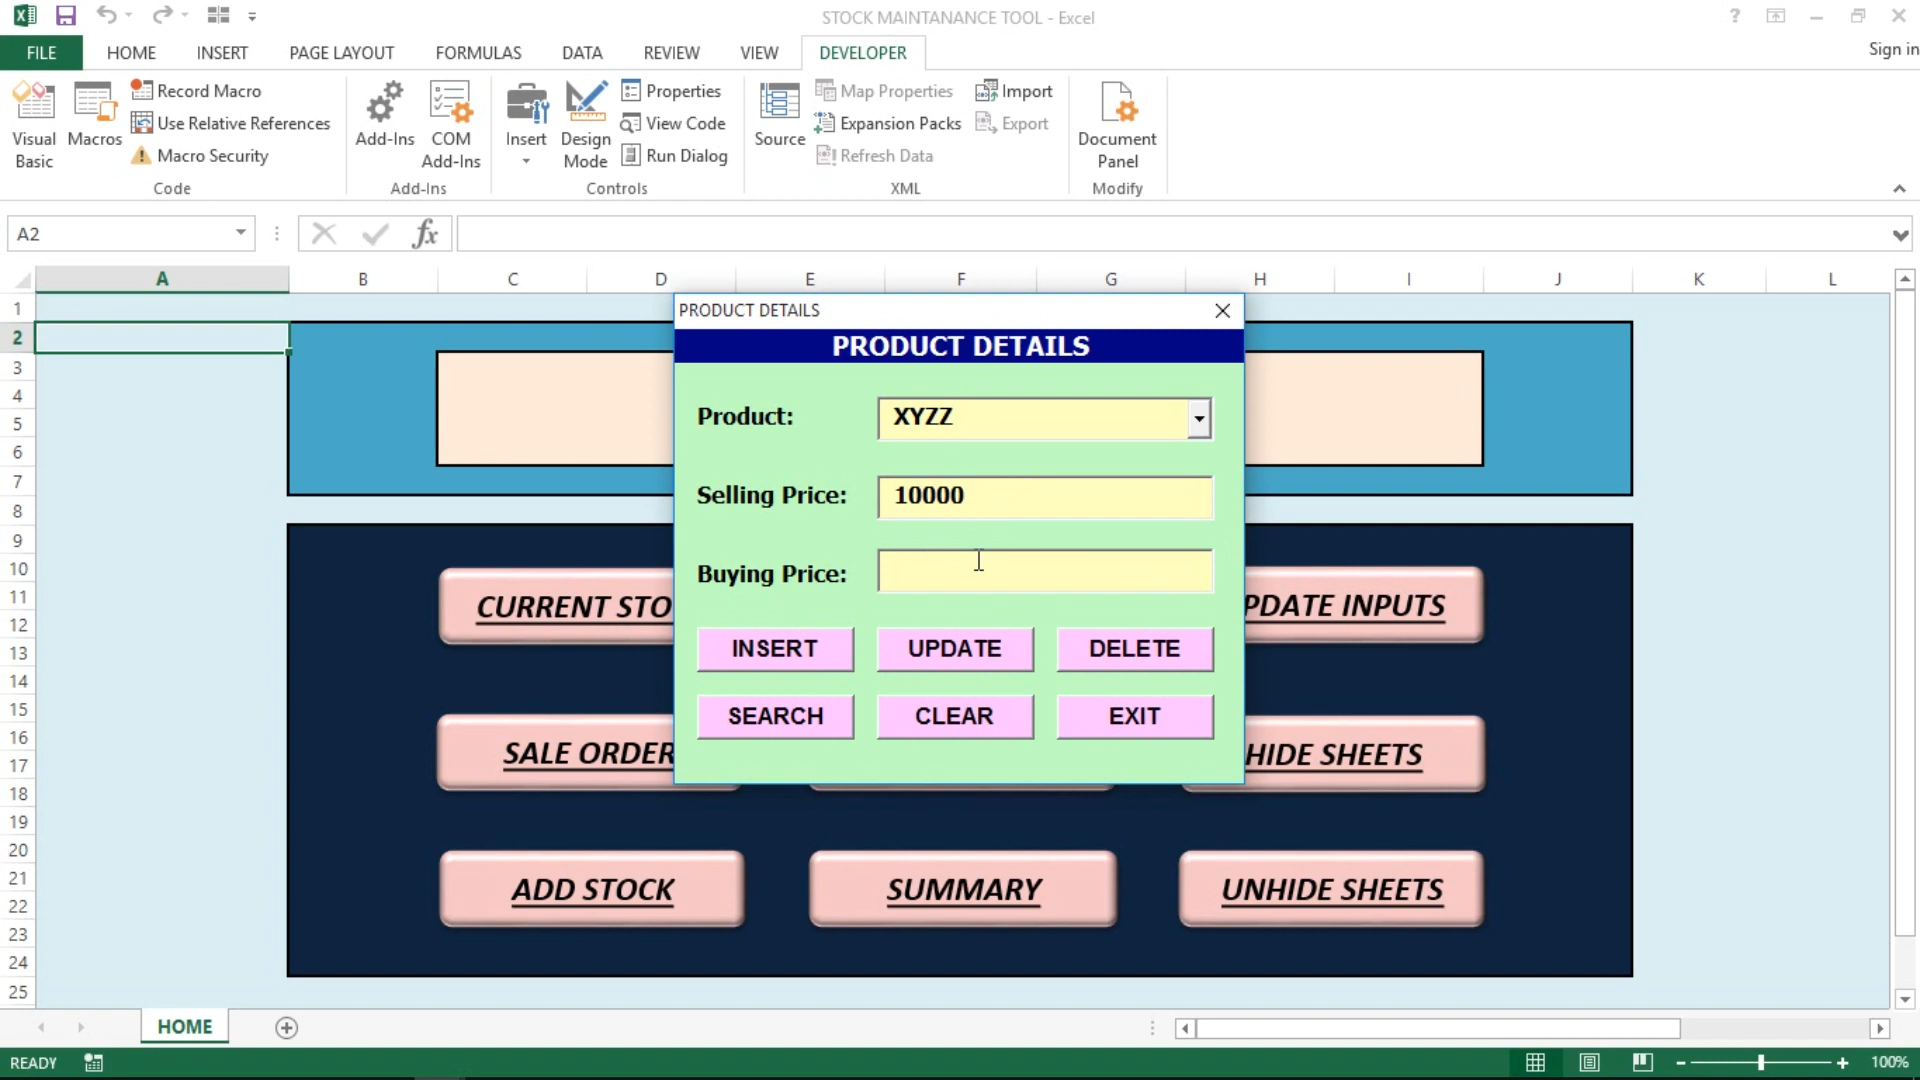 STOCK MAINTANANCE TOOL - Excel
?
FILE HOME INSERT PAGE LAYOUT FORMULAS DATA REVIEW VIEW DEVELOPER Sign in
Visual Basic
Macros
Record Macro
Use Relative References
Macro Security
Code
Add-Ins
COM Add-Ins
Add-Ins
Insert
Design Mode
Properties
View Code
Run Dialog
Controls
Source
Map Properties
Expansion Packs
Refresh Data
Import
Export
XML
Document Panel
Modify
A2
fx
A B C D E F G H I J K L
1
2
3
4
5
6
7
8
9
10
11
12
13
14
15
16
17
18
19
20
21
22
23
24
25
PRODUCT DETAILS
PRODUCT DETAILS
Product: XYZZ
Selling Price: 10000
Buying Price:
INSERT UPDATE DELETE
SEARCH CLEAR EXIT
CURRENT STO
PDATE INPUTS
SALE ORDER
HIDE SHEETS
ADD STOCK SUMMARY UNHIDE SHEETS
HOME
READY
100%